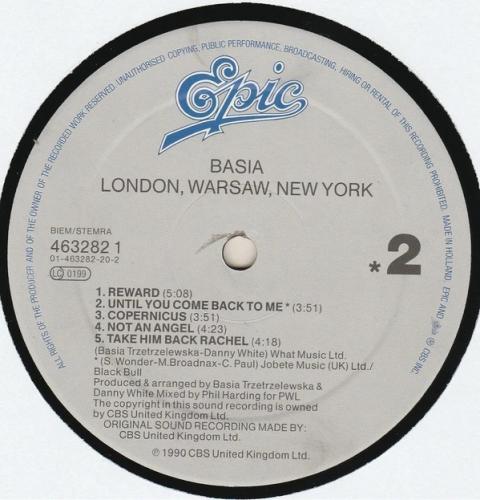 ALL RIGHTS OF THE PRODUCER AND OF THE OWNER OF THE RECORDED WORK RESERVED. UNAUTHORISED COPYING, PUBLIC PERFORMANCE, BROADCASTING, HIRING OR RENTAL OF THIS RECORDING PROHIBITED. MADE IN HOLLAND. EPIC AND ® CBS INC.
Epic
BASIA
LONDON, WARSAW, NEW YORK
BIEM/STEMRA
463282 1
01-463282-20-2
LC 0199
*2
1. REWARD (5:08)
2. UNTIL YOU COME BACK TO ME * (3:51)
3. COPERNICUS (3:51)
4. NOT AN ANGEL (4:23)
5. TAKE HIM BACK RACHEL (4:18)
(Basia Trzetrzelewska-Danny White) What Music Ltd.
*(S. Wonder-M.Broadnax-C. Paul) Jobete Music (UK) Ltd./
Black Bull
Produced & arranged by Basia Trzetrzelewska &
Danny White Mixed by Phil Harding for PWL
The copyright in this sound recording is owned
by CBS United Kingdom Ltd.
ORIGINAL SOUND RECORDING MADE BY:
CBS United Kingdom Ltd.
℗ 1990 CBS United Kingdom Ltd.